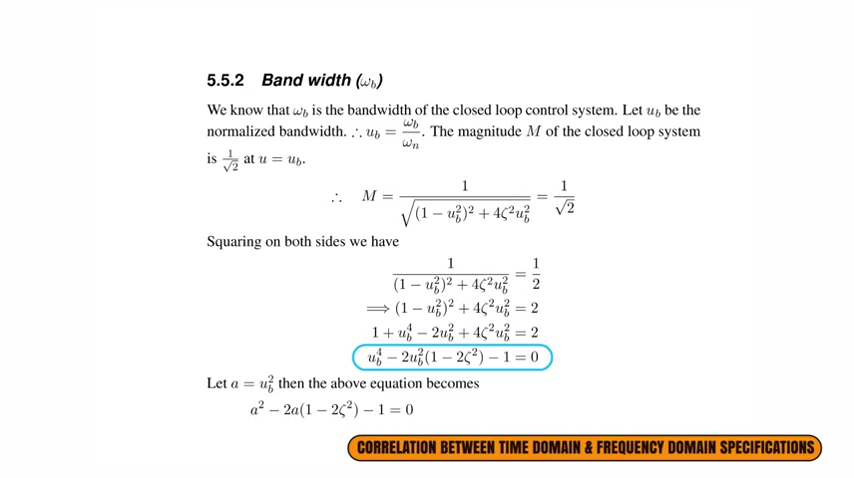 5.5.2 Band width (ω_b)
We know that ω_b is the bandwidth of the closed loop control system. Let u_b be the
normalized bandwidth. ∴ u_b = ω_b/ω_n. The magnitude M of the closed loop system
is 1/√2 at u = u_b.
∴ M = 1/√((1 − u_b²)² + 4ζ²u_b²) = 1/√2
Squaring on both sides we have
1/((1 − u_b²)² + 4ζ²u_b²) = 1/2
⟹ (1 − u_b²)² + 4ζ²u_b² = 2
1 + u_b⁴ − 2u_b² + 4ζ²u_b² = 2
u_b⁴ − 2u_b²(1 − 2ζ²) − 1 = 0
Let a = u_b² then the above equation becomes
a² − 2a(1 − 2ζ²) − 1 = 0
CORRELATION BETWEEN TIME DOMAIN & FREQUENCY DOMAIN SPECIFICATIONS